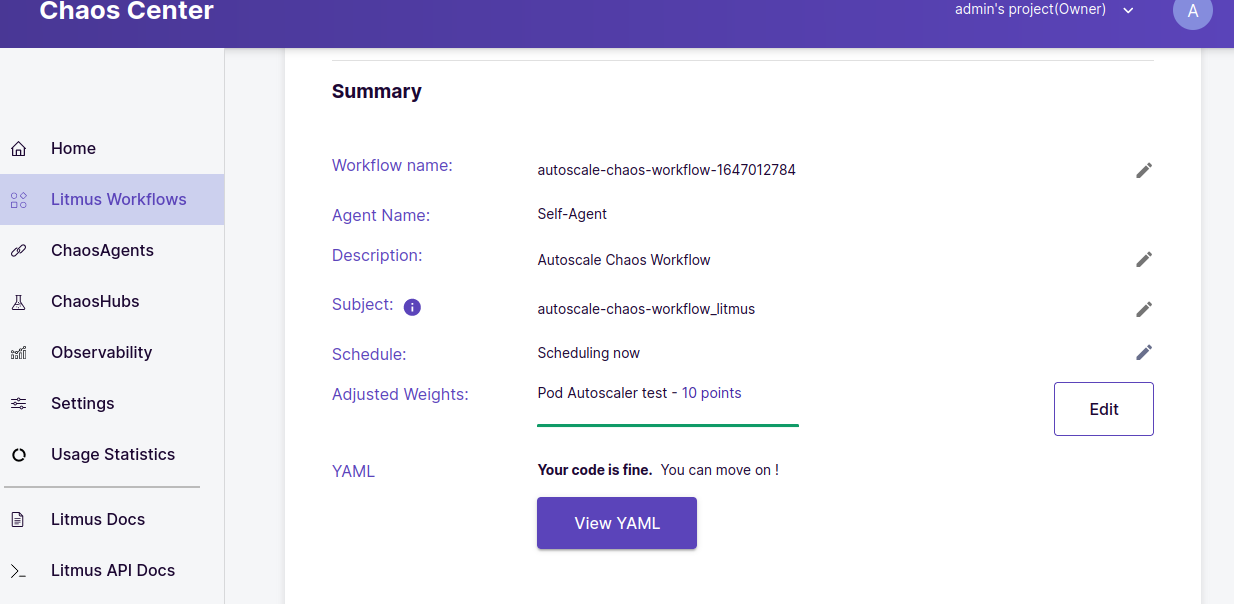 Chaos Center
admin's project(Owner)
A
Home
Litmus Workflows
ChaosAgents
ChaosHubs
Observability
Settings
Usage Statistics
Litmus Docs
Litmus API Docs
Summary
Workflow name: autoscale-chaos-workflow-1647012784
Agent Name: Self-Agent
Description: Autoscale Chaos Workflow
Subject: i autoscale-chaos-workflow_litmus
Schedule: Scheduling now
Adjusted Weights: Pod Autoscaler test - 10 points
Edit
YAML Your code is fine. You can move on !
View YAML